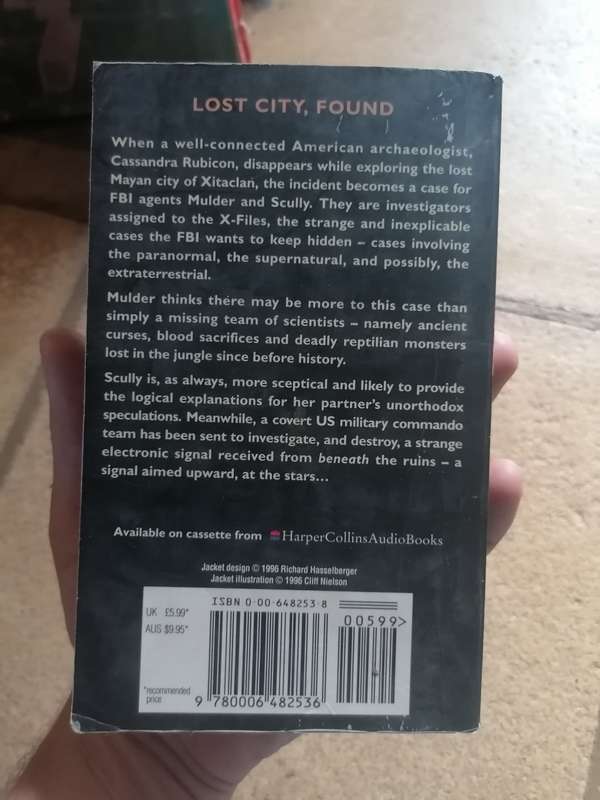 LOST CITY, FOUND
When a well-connected American archaeologist,
Cassandra Rubicon, disappears while exploring the lost
Mayan city of Xitaclan, the incident becomes a case for
FBI agents Mulder and Scully. They are investigators
assigned to the X-Files, the strange and inexplicable
cases the FBI wants to keep hidden – cases involving
the paranormal, the supernatural, and possibly, the
extraterrestrial.
Mulder thinks there may be more to this case than
simply a missing team of scientists – namely ancient
curses, blood sacrifices and deadly reptilian monsters
lost in the jungle since before history.
Scully is, as always, more sceptical and likely to provide
the logical explanations for her partner's unorthodox
speculations. Meanwhile, a covert US military commando
team has been sent to investigate, and destroy, a strange
electronic signal received from beneath the ruins – a
signal aimed upward, at the stars...
Available on cassette from HarperCollinsAudioBooks
Jacket design © 1996 Richard Hasselberger
Jacket illustration © 1996 Cliff Nielson
ISBN 0-00-648253-8
UK £5.99*
AUS $9.95*
00599>
*recommended
price
9 780006 482536